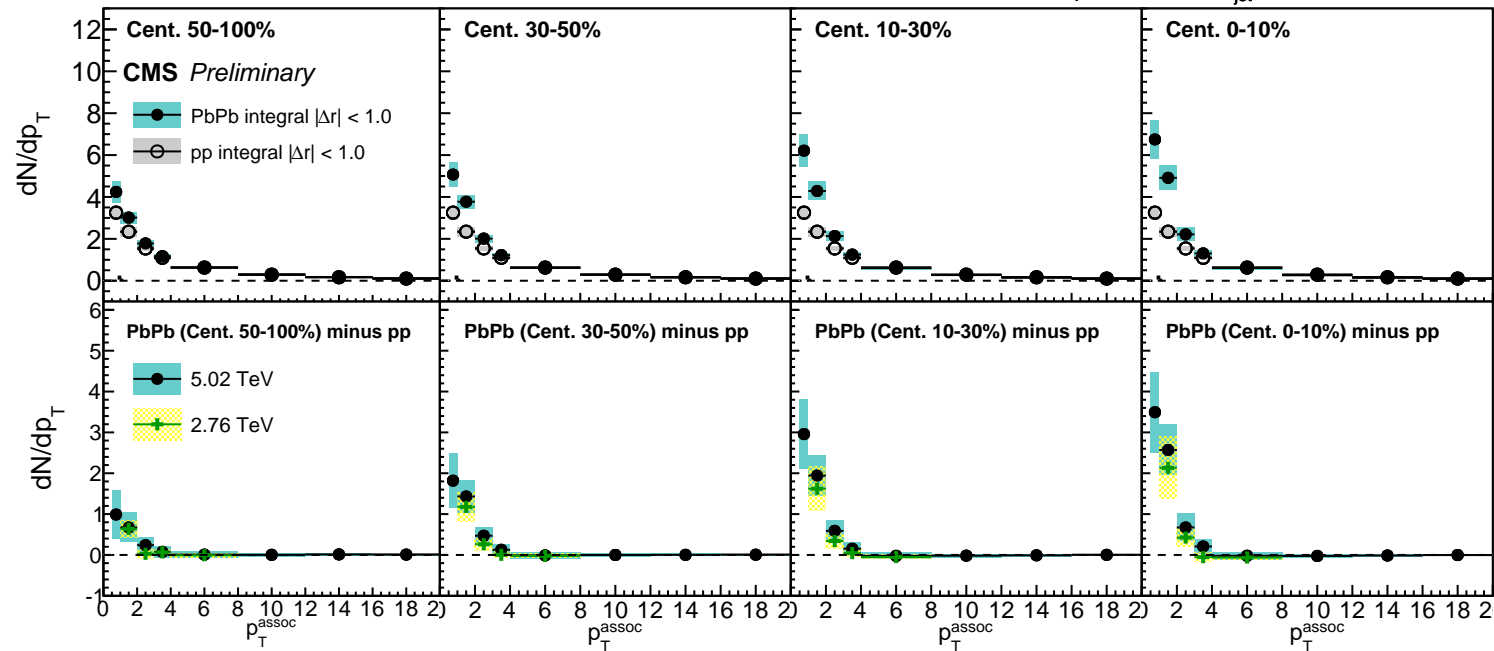 Cent. 50-100%
Cent. 30-50%
Cent. 10-30%
Cent. 0-10%
CMS Preliminary
PbPb integral |Δr| < 1.0
pp integral |Δr| < 1.0
dN/dp_T
12
10
8
6
4
2
0
PbPb (Cent. 50-100%) minus pp
PbPb (Cent. 30-50%) minus pp
PbPb (Cent. 10-30%) minus pp
PbPb (Cent. 0-10%) minus pp
5.02 TeV
2.76 TeV
dN/dp_T
6
5
4
3
2
1
0
-1
0 2 4 6 8 10 12 14 16 18
2 4 6 8 10 12 14 16 18
2 4 6 8 10 12 14 16 18
2 4 6 8 10 12 14 16 18 20
p_T^assoc
p_T^assoc
p_T^assoc
p_T^assoc